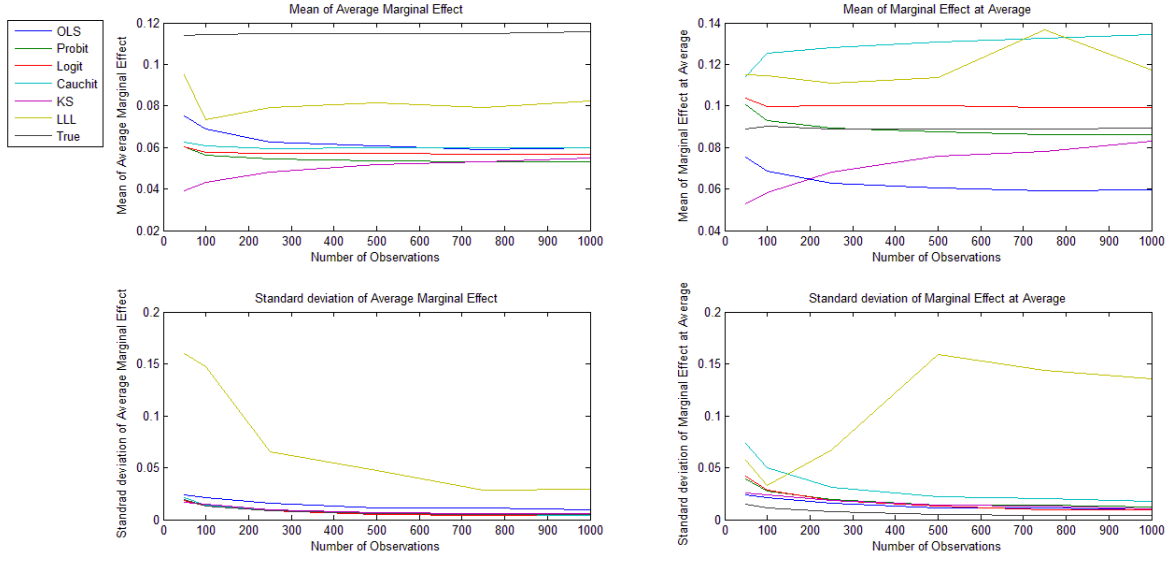 OLS
Probit
Logit
Cauchit
KS
LLL
True
Mean of Average Marginal Effect
Mean of Average Marginal Effect
0.12
0.1
0.08
0.06
0.04
0.02
0 100 200 300 400 500 600 700 800 900 1000
Number of Observations
Mean of Marginal Effect at Average
Mean of Marginal Effect at Average
0.14
0.12
0.1
0.08
0.06
0.04
0 100 200 300 400 500 600 700 800 900 1000
Number of Observations
Standard deviation of Average Marginal Effect
Standrad deviation of Average Marginal Effect
0.2
0.15
0.1
0.05
0
0 100 200 300 400 500 600 700 800 900 1000
Number of Observations
Standard deviation of Marginal Effect at Average
Standard deviation of Marginal Effect at Average
0.2
0.15
0.1
0.05
0
0 100 200 300 400 500 600 700 800 900 1000
Number of Observations